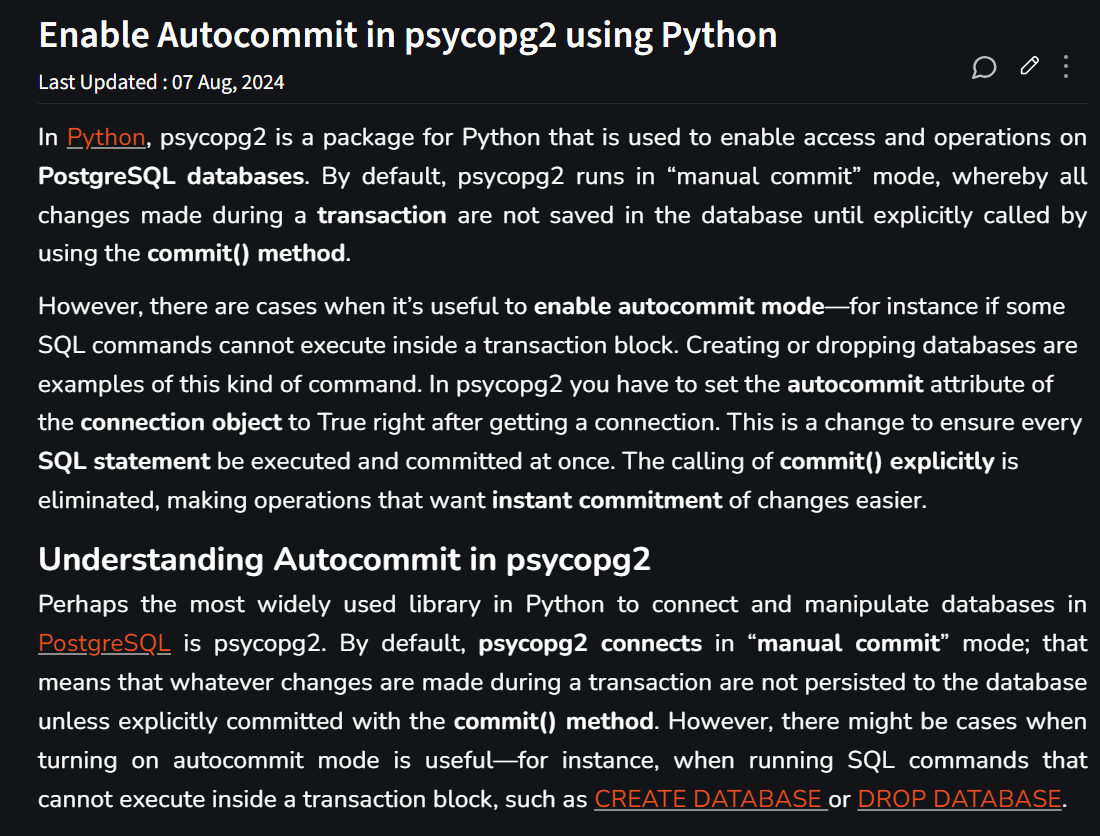 Enable Autocommit in psycopg2 using Python
Last Updated : 07 Aug, 2024
In Python, psycopg2 is a package for Python that is used to enable access and operations on
PostgreSQL databases. By default, psycopg2 runs in “manual commit” mode, whereby all
changes made during a transaction are not saved in the database until explicitly called by
using the commit() method.
However, there are cases when it’s useful to enable autocommit mode—for instance if some
SQL commands cannot execute inside a transaction block. Creating or dropping databases are
examples of this kind of command. In psycopg2 you have to set the autocommit attribute of
the connection object to True right after getting a connection. This is a change to ensure every
SQL statement be executed and committed at once. The calling of commit() explicitly is
eliminated, making operations that want instant commitment of changes easier.
Understanding Autocommit in psycopg2
Perhaps the most widely used library in Python to connect and manipulate databases in
PostgreSQL is psycopg2. By default, psycopg2 connects in “manual commit” mode; that
means that whatever changes are made during a transaction are not persisted to the database
unless explicitly committed with the commit() method. However, there might be cases when
turning on autocommit mode is useful—for instance, when running SQL commands that
cannot execute inside a transaction block, such as CREATE DATABASE or DROP DATABASE.